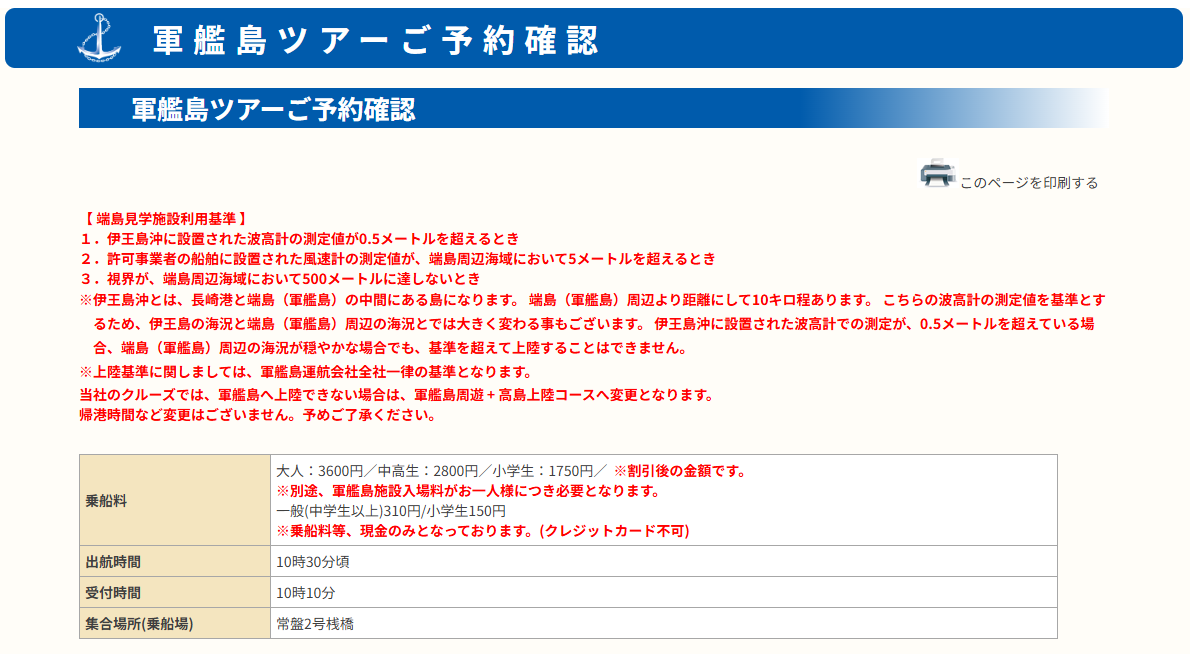 軍艦島ツアーご予約確認
軍艦島ツアーご予約確認
このページを印刷する
【 端島見学施設利用基準 】
１．伊王島沖に設置された波高計の測定値が0.5メートルを超えるとき
２．許可事業者の船舶に設置された風速計の測定値が、端島周辺海域において5メートルを超えるとき
３．視界が、端島周辺海域において500メートルに達しないとき
※伊王島沖とは、長崎港と端島（軍艦島）の中間にある島になります。 端島（軍艦島）周辺より距離にして10キロ程あります。 こちらの波高計の測定値を基準とす
るため、伊王島の海況と端島（軍艦島）周辺の海況とでは大きく変わる事もございます。 伊王島沖に設置された波高計での測定が、0.5メートルを超えている場
合、端島（軍艦島）周辺の海況が穏やかな場合でも、基準を超えて上陸することはできません。
※上陸基準に関しましては、軍艦島運航会社全社一律の基準となります。
当社のクルーズでは、軍艦島へ上陸できない場合は、軍艦島周遊＋高島上陸コースへ変更となります。
帰港時間など変更はございません。予めご了承ください。
乗船料
大人：3600円／中高生：2800円／小学生：1750円／ ※割引後の金額です。
※別途、軍艦島施設入場料がお一人様につき必要となります。
一般(中学生以上)310円/小学生150円
※乗船料等、現金のみとなっております。(クレジットカード不可)
出航時間 10時30分頃
受付時間 10時10分
集合場所(乗船場) 常盤2号桟橋